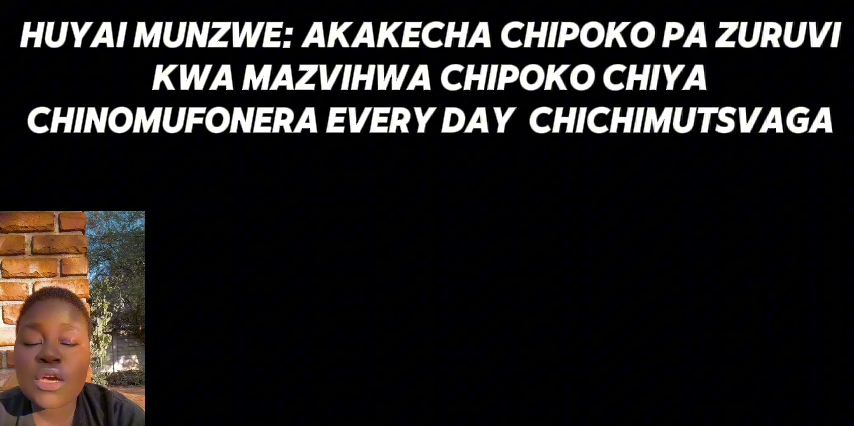 HUYAI MUNZWE: AKAKECHA CHIPOKO PA ZURUVI
KWA MAZVIHWA CHIPOKO CHIYA
CHINOMUFONERA EVERY DAY CHICHIMUTSVAGA